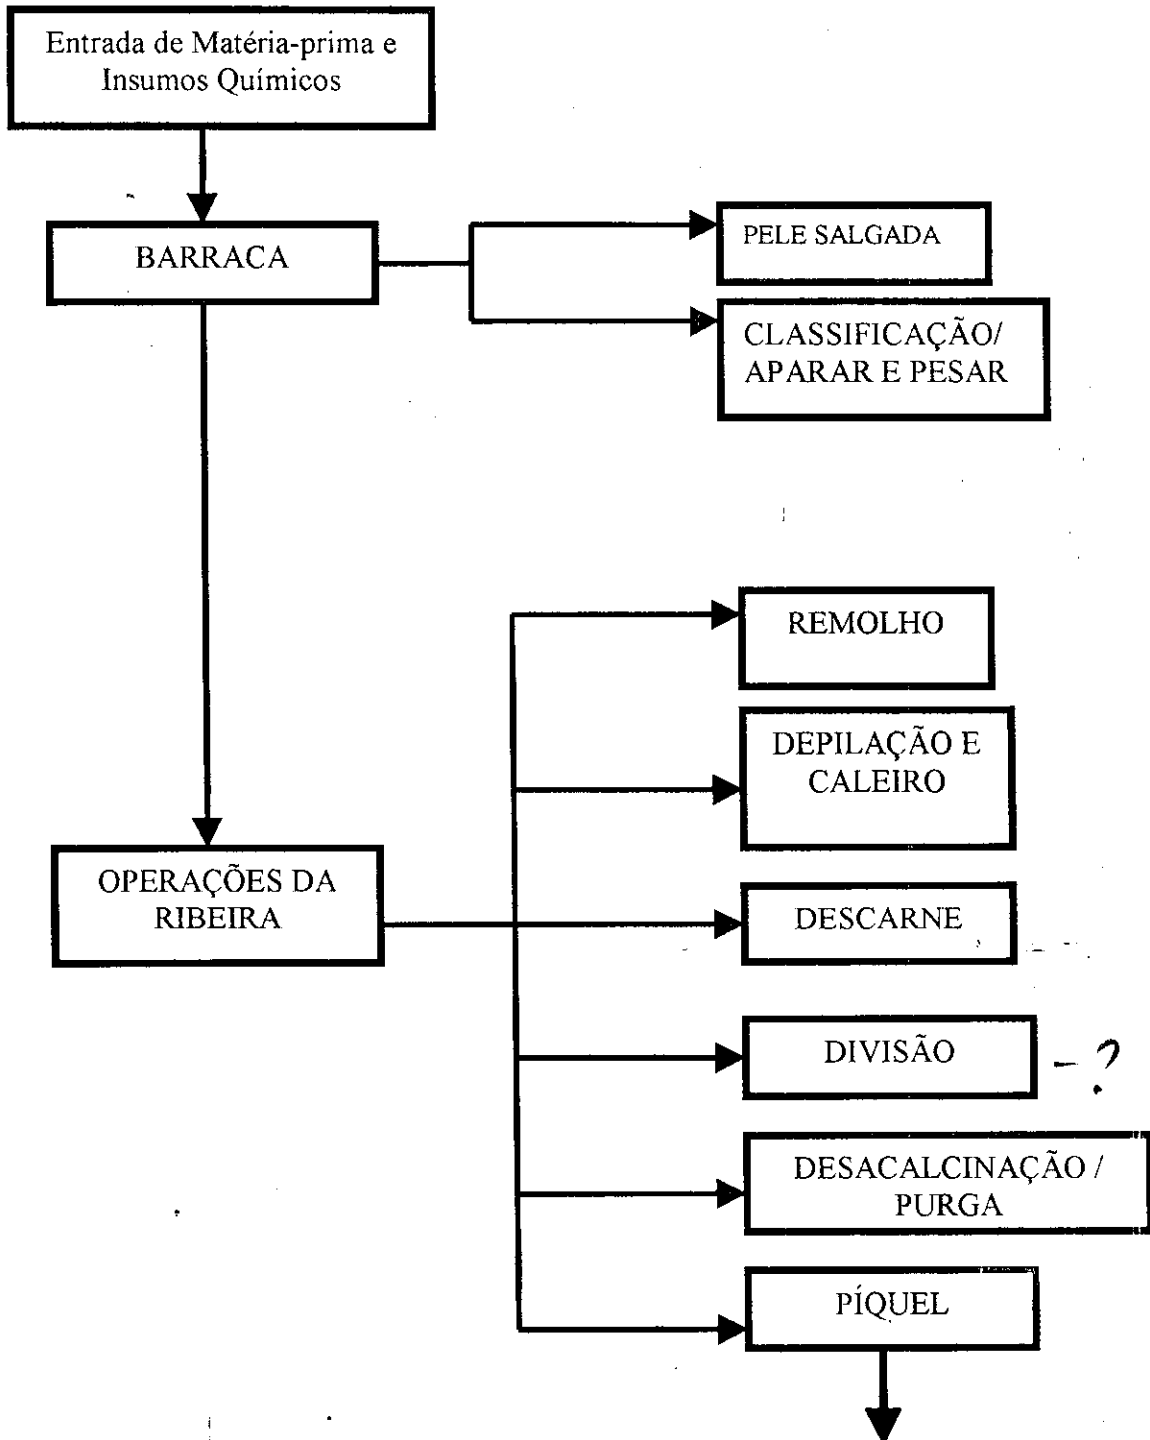 Entrada de Matéria-prima e
Insumos Químicos
BARRACA
PELE SALGADA
CLASSIFICAÇÃO/
APARAR E PESAR
REMOLHO
DEPILAÇÃO E
CALEIRO
OPERAÇÕES DA
RIBEIRA
DESCARNE
DIVISÃO
- ?
DESACALCINAÇÃO /
PURGA
PÍQUEL